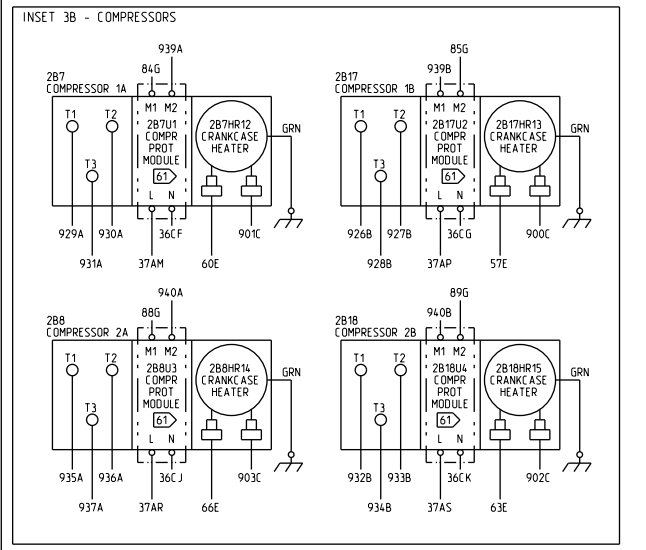 INSET 3B - COMPRESSORS
939A
84G
2B7
COMPRESSOR 1A
T1
T2
T3
M1 M2
2B7U1
COMPR
PROT
MODULE
61
L N
2B7HR12
CRANKCASE
HEATER
GRN
929A
930A
931A
36CF
37AM
60E
901C
85G
939B
2B17
COMPRESSOR 1B
T1
T2
T3
M1 M2
2B17U2
COMPR
PROT
MODULE
61
L N
2B17HR13
CRANKCASE
HEATER
GRN
926B
927B
928B
36CG
37AP
57E
900C
940A
88G
2B8
COMPRESSOR 2A
T1
T2
T3
M1 M2
2B8U3
COMPR
PROT
MODULE
61
L N
2B8HR14
CRANKCASE
HEATER
GRN
935A
936A
937A
36CJ
37AR
66E
903C
89G
940B
2B18
COMPRESSOR 2B
T1
T2
T3
M1 M2
2B18U4
COMPR
PROT
MODULE
61
L N
2B18HR15
CRANKCASE
HEATER
GRN
932B
933B
934B
36CK
37AS
63E
902C